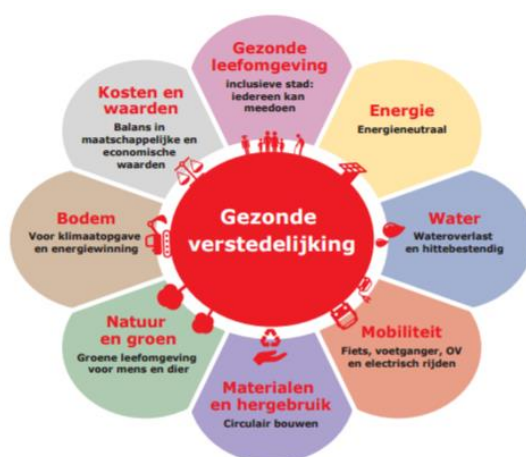 Gezonde
leefomgeving
inclusieve stad:
iedereen kan
meedoen
Energie
Energieneutraal
Water
Wateroverlast
en hittebestendig
Mobiliteit
Fiets, voetganger, OV
en electrisch rijden
Materialen
en hergebruik
Circulair bouwen
Natuur
en groen
Groene leefomgeving
voor mens en dier
Bodem
Voor klimaatopgave
en energiewinning
Kosten en
waarden
Balans in
maatschappelijke en
economische
waarden
Gezonde
verstedelijking